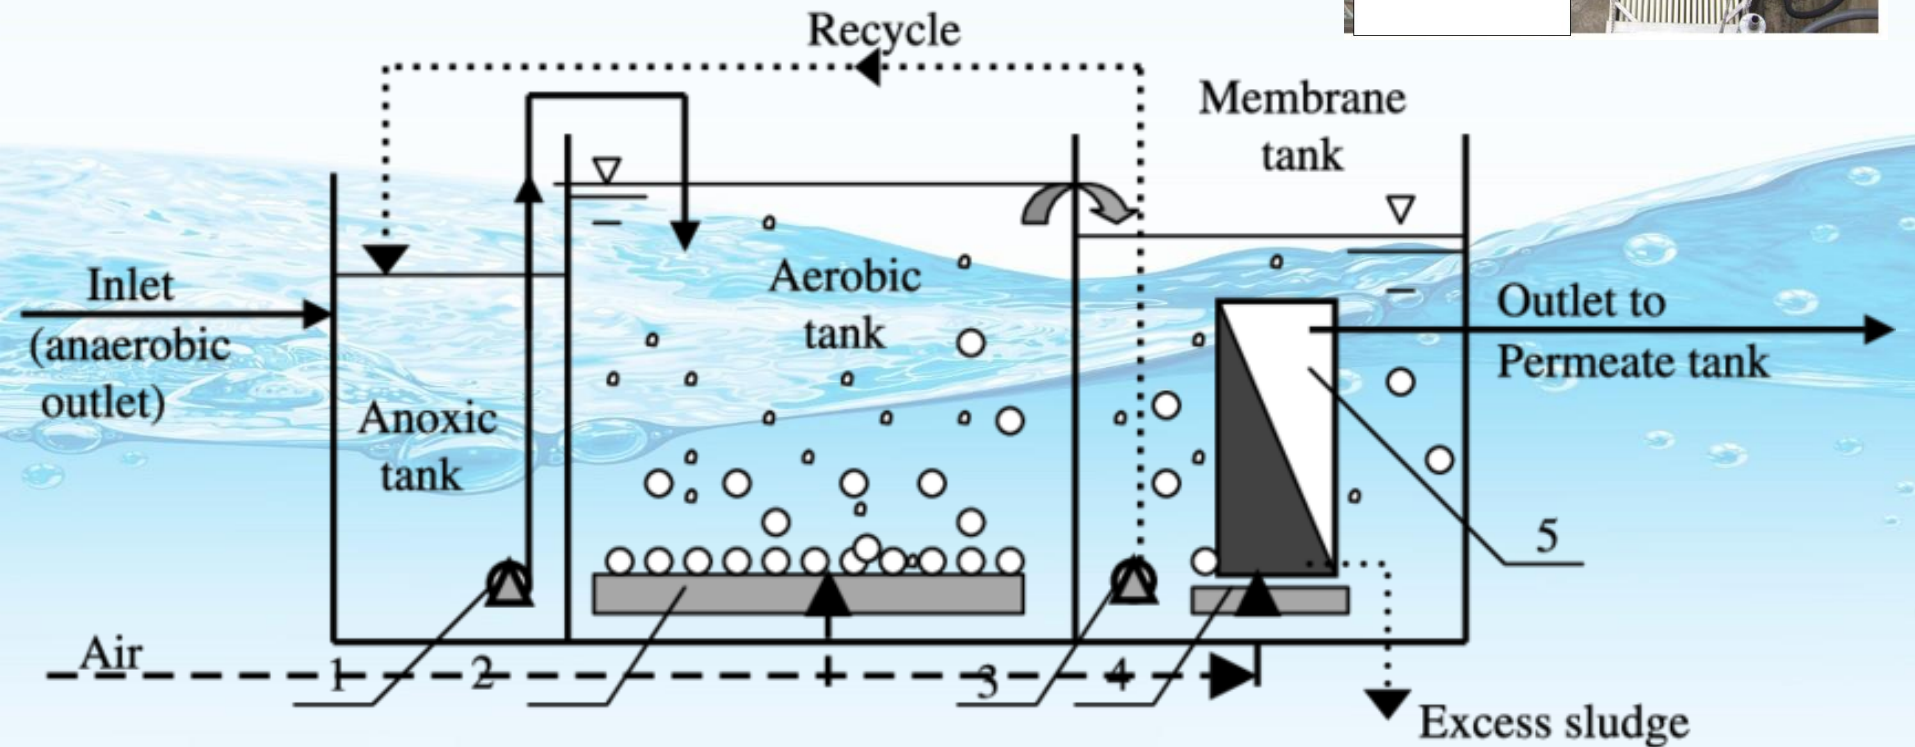 Recycle
Membrane
tank
Inlet
(anaerobic
outlet)
Anoxic
tank
Aerobic
tank
Outlet to
Permeate tank
5
Air
1
2
3
4
Excess sludge